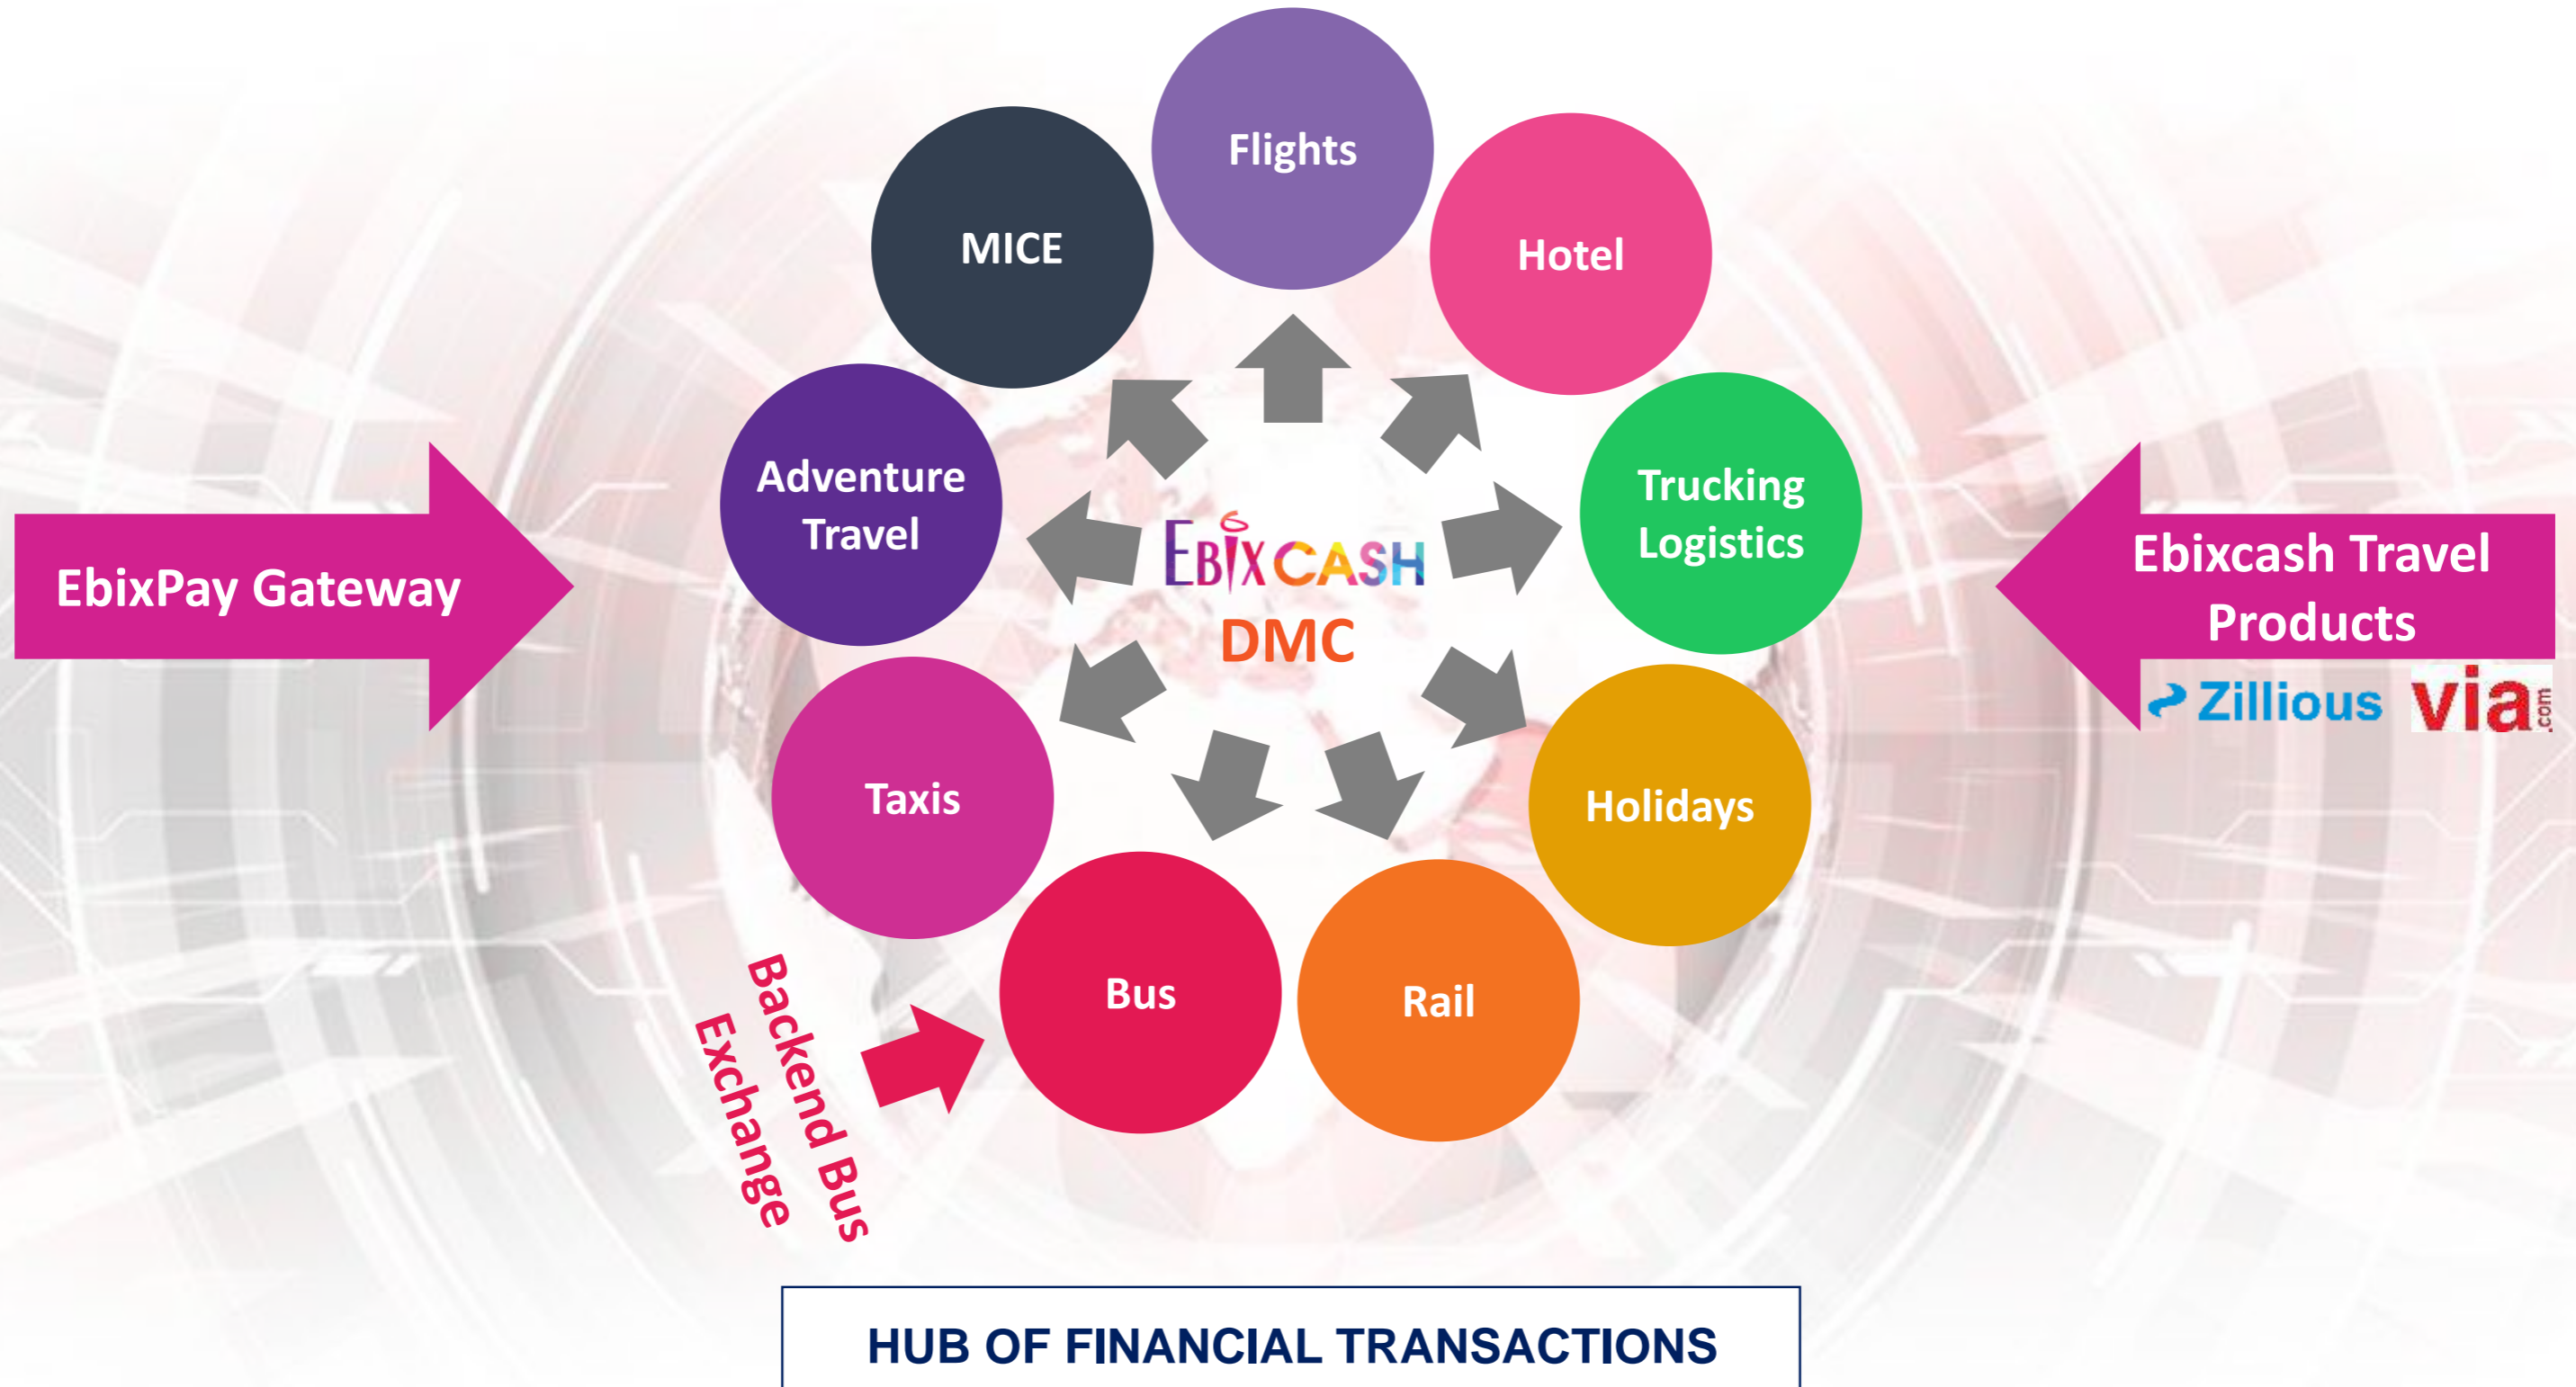 Flights
MICE
Hotel
Adventure
Travel
Trucking
Logistics
EBIXCASH
DMC
EbixPay Gateway
Ebixcash Travel
Products
Zillious
via.com
Taxis
Holidays
Bus
Rail
Backend Bus
Exchange
HUB OF FINANCIAL TRANSACTIONS